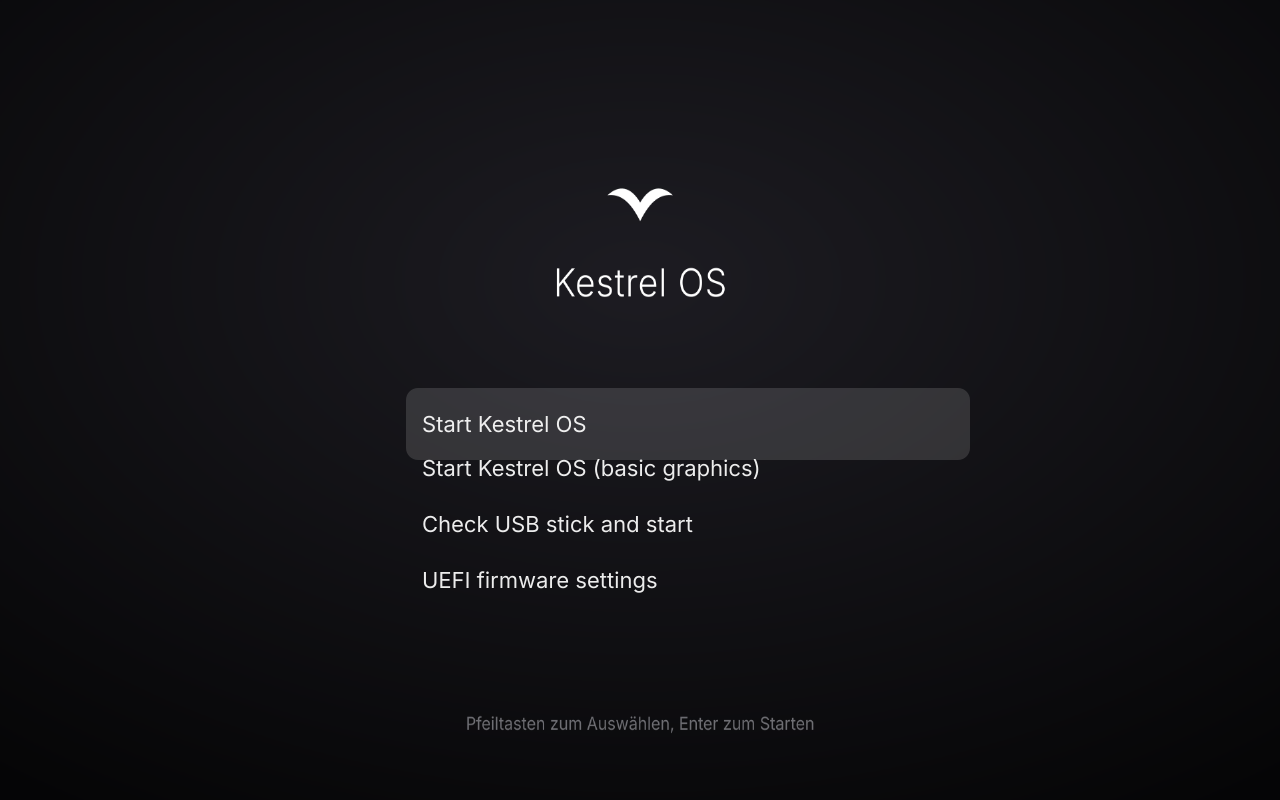 Kestrel OS
Start Kestrel OS
Start Kestrel OS (basic graphics)
Check USB stick and start
UEFI firmware settings
Pfeiltasten zum Auswählen, Enter zum Starten